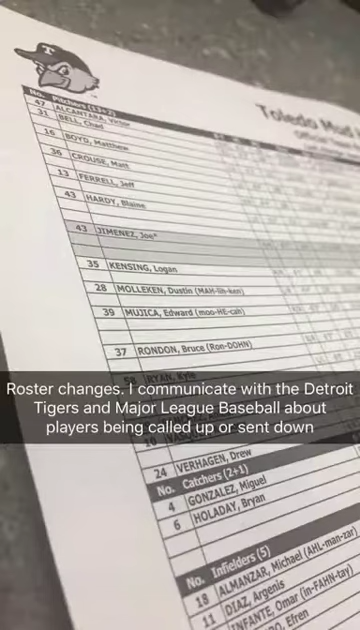 T
Toledo Mud
No. Pitchers (13+2)
47 ALCANTARA, Victor
31 BELL, Chad
16 BOYD, Matthew
36 CROUSE, Matt
13 FERRELL, Jeff
43 HARDY, Blaine
43 JIMENEZ, Joe*
35 KENSING, Logan
28 MOLLEKEN, Dustin (MAH-lih-ken)
39 MUJICA, Edward (moo-HE-cah)
37 RONDON, Bruce (Ron-DOHN)
RYAN, Kyle
Roster changes. I communicate with the Detroit
Tigers and Major League Baseball about
players being called up or sent down
24 VERHAGEN, Drew
No. Catchers (2+1)
4 GONZALEZ, Miguel
6 HOLADAY, Bryan
No. Infielders (5)
18 ALMANZAR, Michael (AHL-man-zar)
11 DIAZ, Argenis
INFANTE, Omar (in-FAHN-tay)
Efren